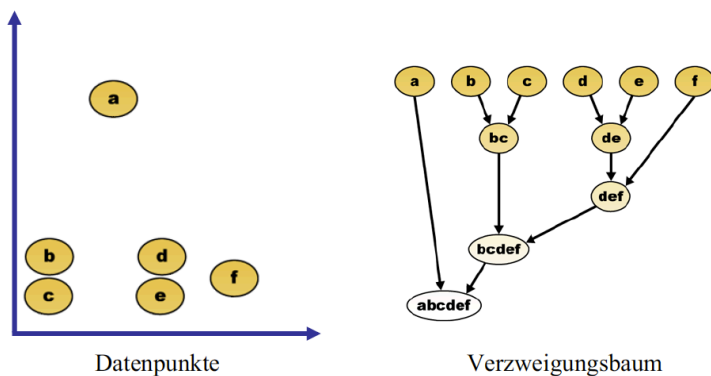 a
b
c
d
e
f
Datenpunkte
a b c d e f
bc de
def
bcdef
abcdef
Verzweigungsbaum